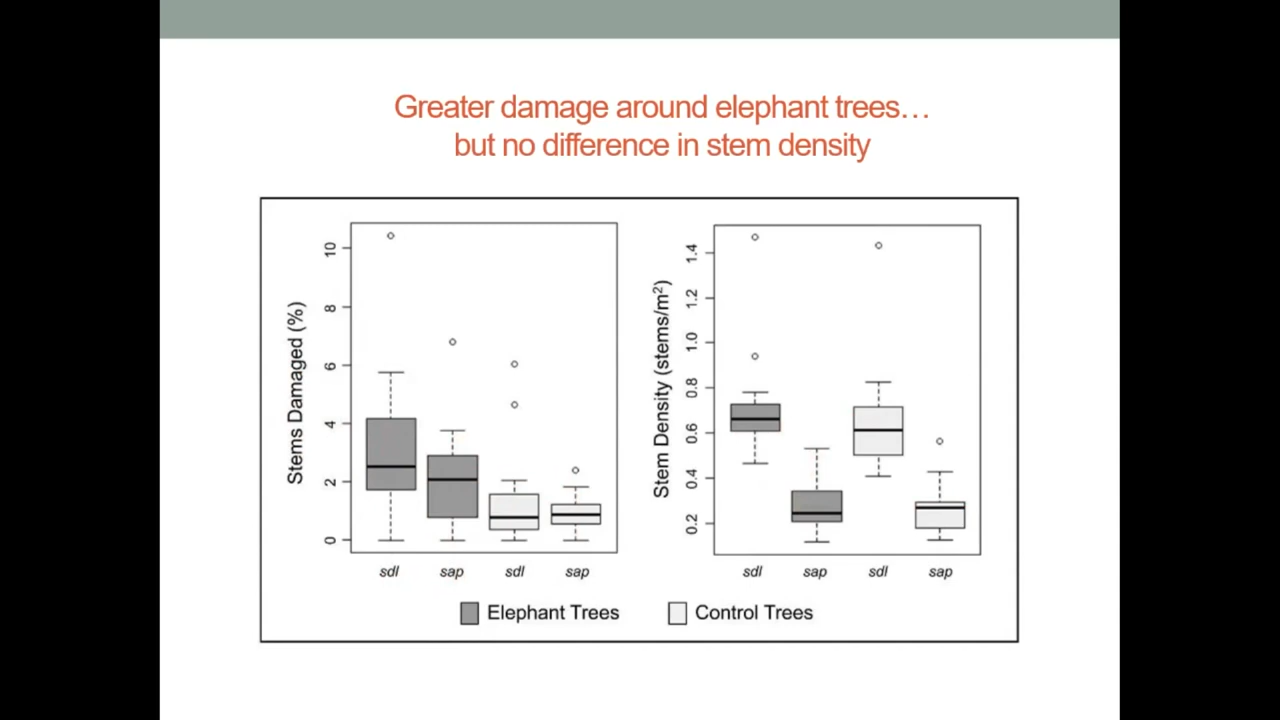 Greater damage around elephant trees…
but no difference in stem density
Stems Damaged (%)
10
8
6
4
2
0
sdl sap sdl sap
Stem Density (stems/m²)
1.4
1.2
1.0
0.8
0.6
0.4
0.2
sdl sap sdl sap
Elephant Trees Control Trees